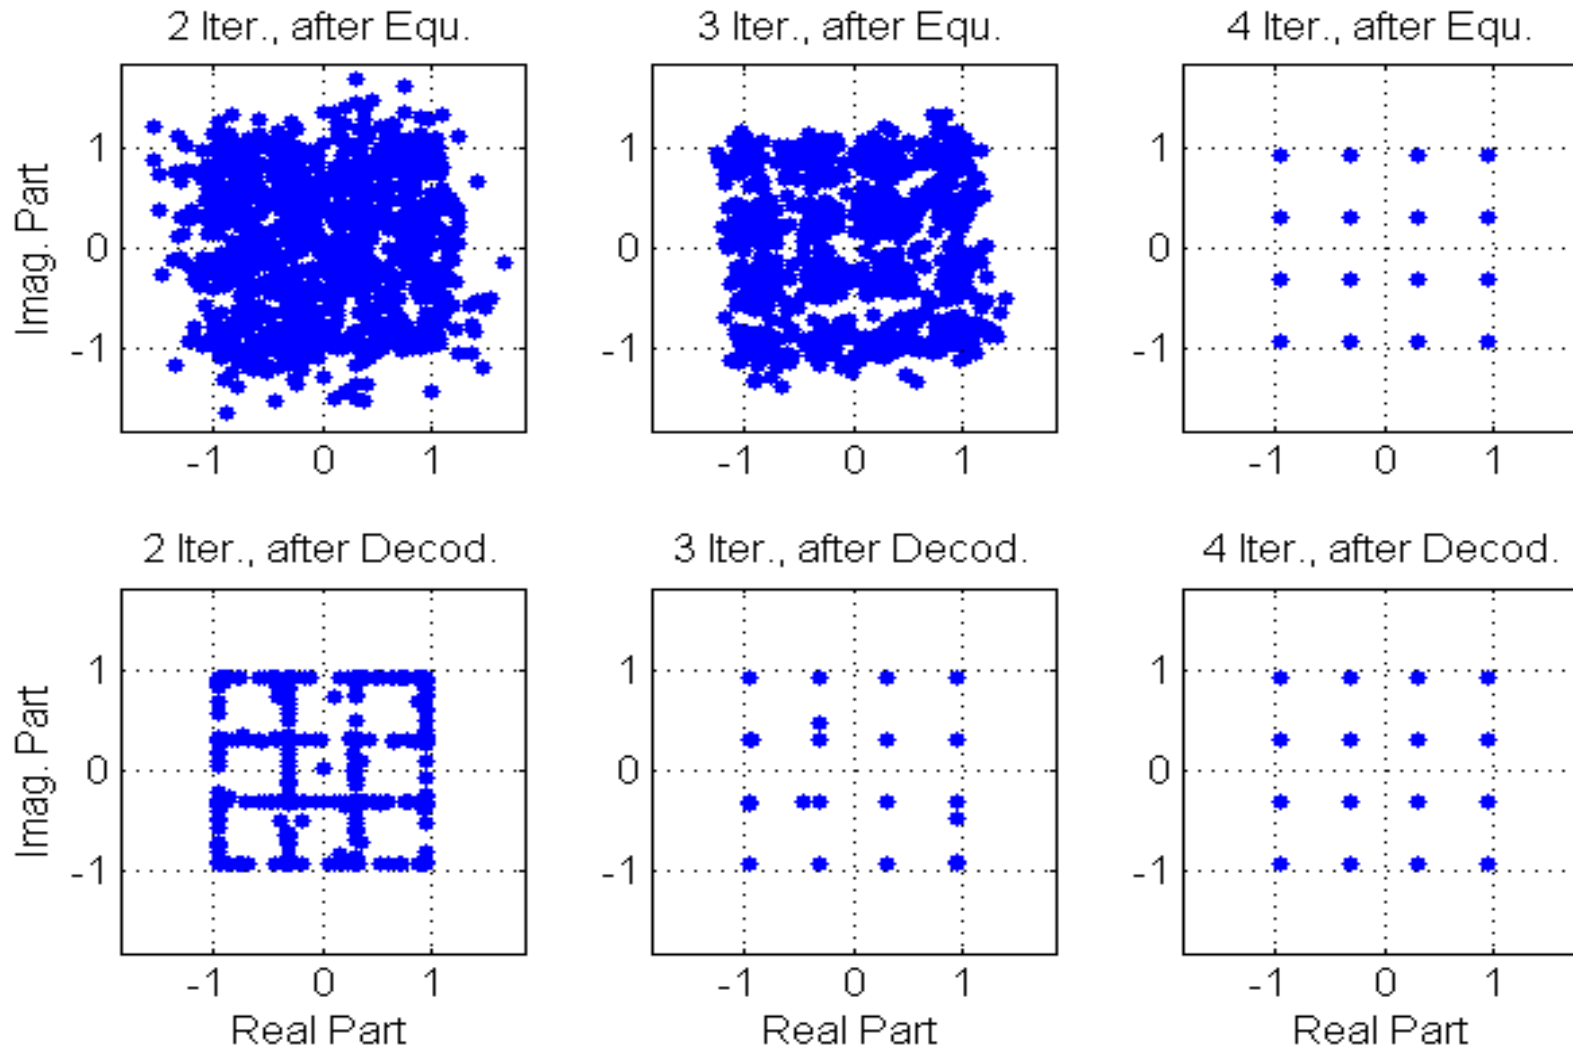 2 Iter., after Equ.
3 Iter., after Equ.
4 Iter., after Equ.
Imag. Part
1
0
-1
-1 0 1
1
0
-1
-1 0 1
1
0
-1
-1 0 1
2 Iter., after Decod.
3 Iter., after Decod.
4 Iter., after Decod.
Imag. Part
1
0
-1
-1 0 1
Real Part
1
0
-1
-1 0 1
Real Part
1
0
-1
-1 0 1
Real Part